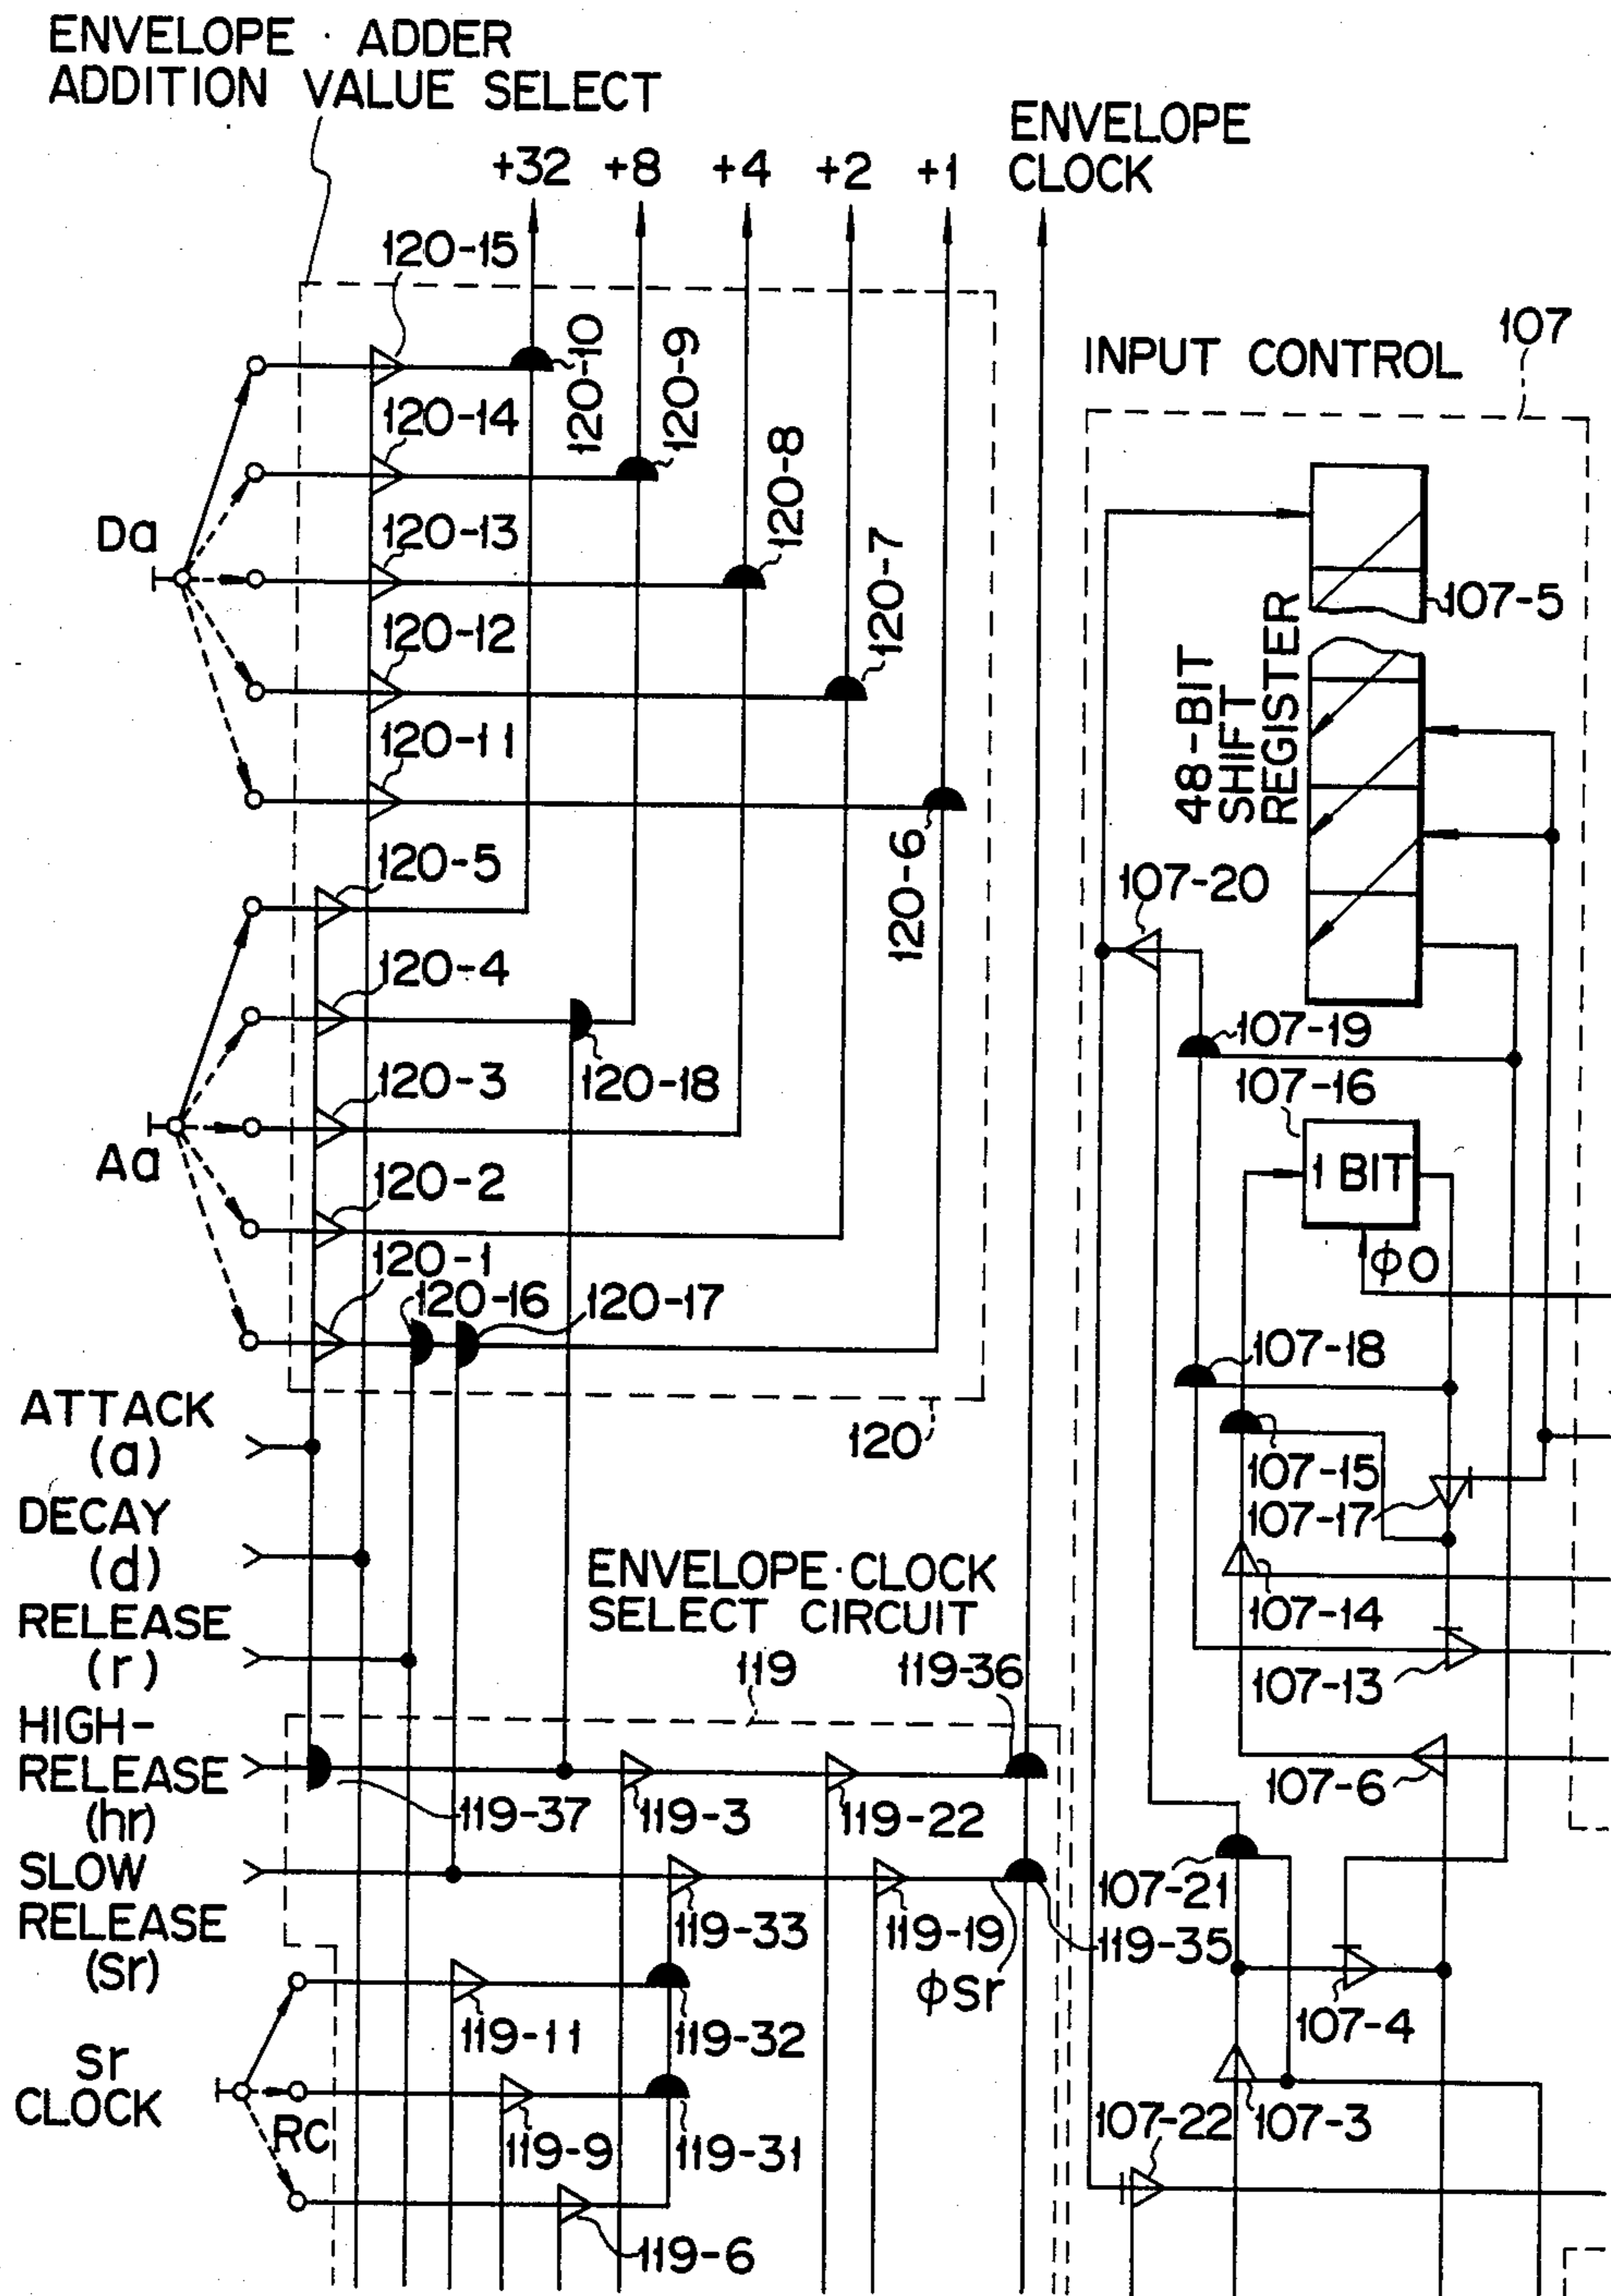 ENVELOPE · ADDER
ADDITION VALUE SELECT
+32
+8
+4
+2
+1
ENVELOPE
CLOCK
120-15
120-10
120-9
120-14
120-8
120-13
120-7
120-12
120-11
120-6
Da
120-5
120-4
120-18
120-3
Aa
120-2
120-1
120-16
120-17
120
ATTACK
(a)
DECAY
(d)
RELEASE
(r)
HIGH-
RELEASE
(hr)
SLOW
RELEASE
(Sr)
Sr
CLOCK
RC
ENVELOPE·CLOCK
SELECT CIRCUIT
119
119-36
119-37
119-3
119-22
119-33
119-19
119-35
φSr
119-11
119-32
119-9
119-31
119-6
INPUT CONTROL
107
107-5
48-BIT
SHIFT
REGISTER
107-20
107-19
107-16
1 BIT
φ0
107-18
107-15
107-17
107-14
107-13
107-6
107-21
107-4
107-22
107-3